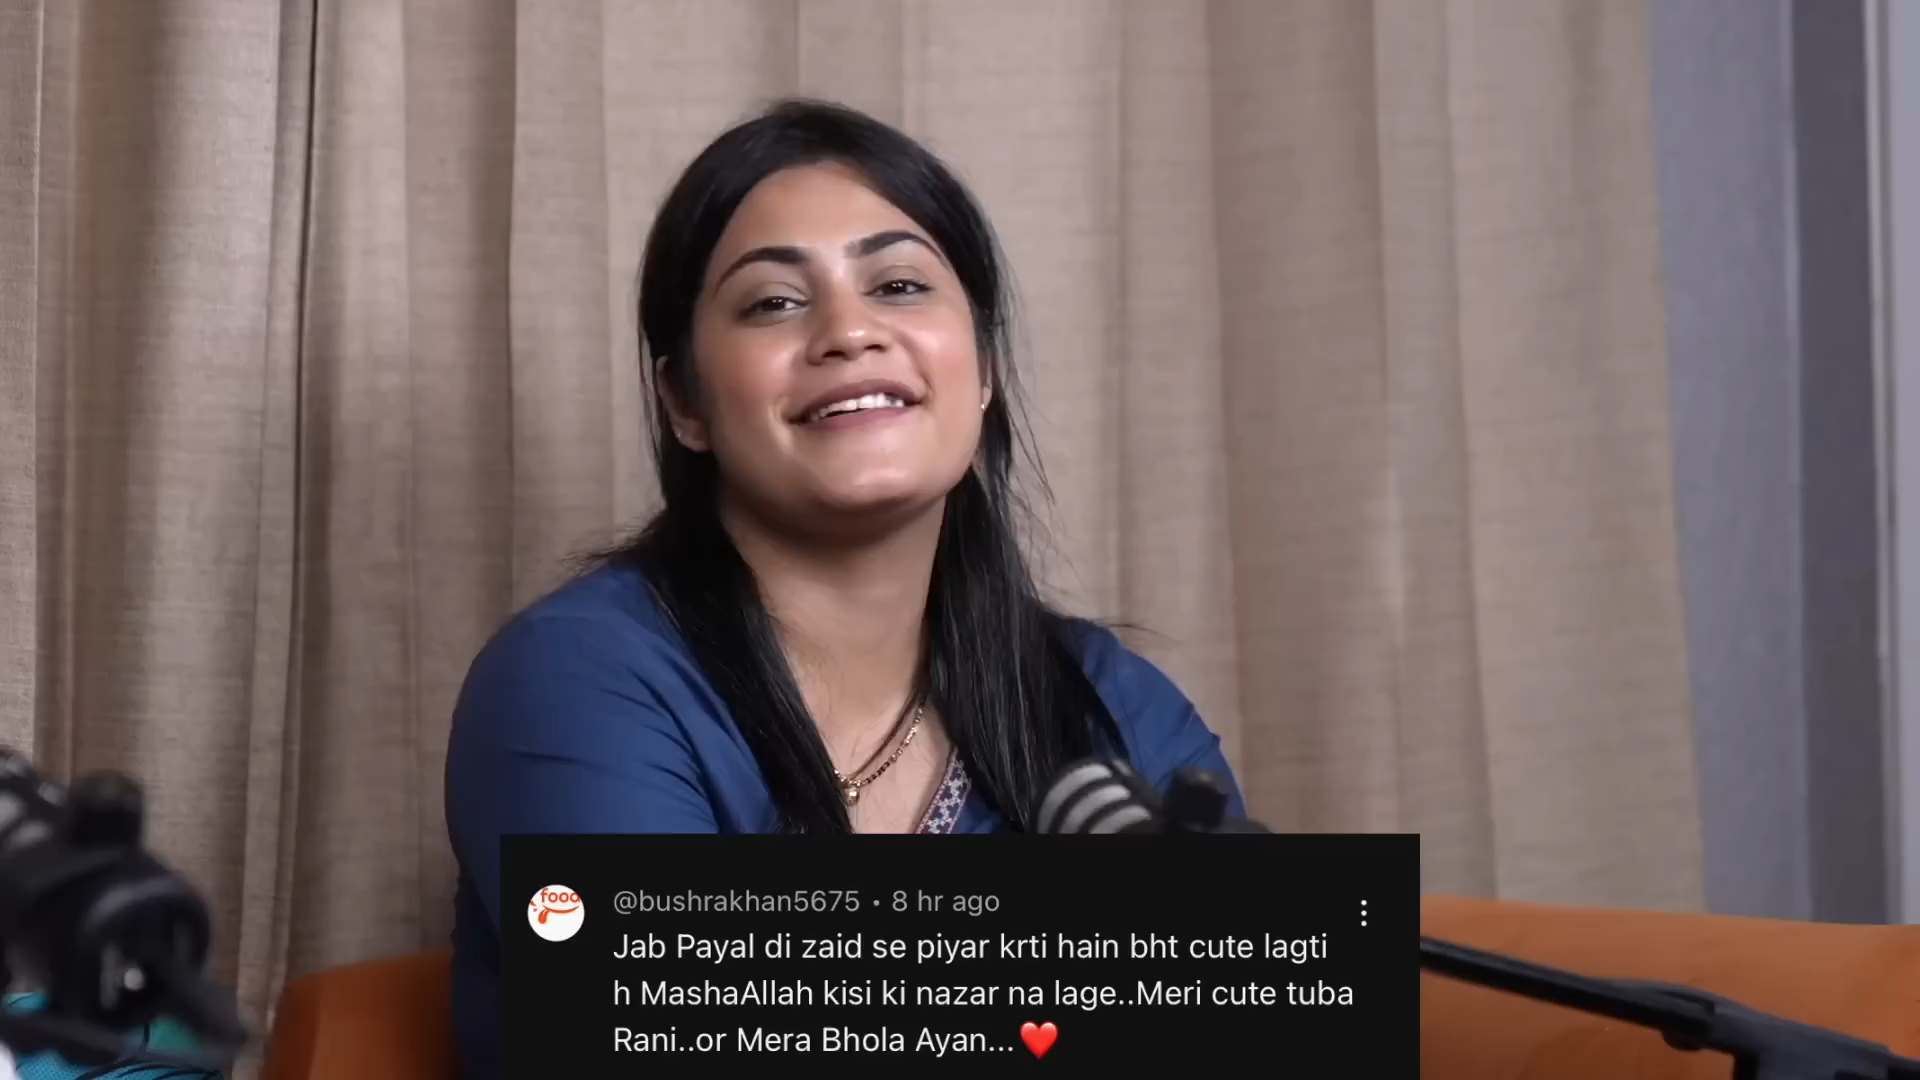 fooo
@bushrakhan5675 • 8 hr ago
Jab Payal di zaid se piyar krti hain bht cute lagti
h MashaAllah kisi ki nazar na lage..Meri cute tuba
Rani..or Mera Bhola Ayan...❤️